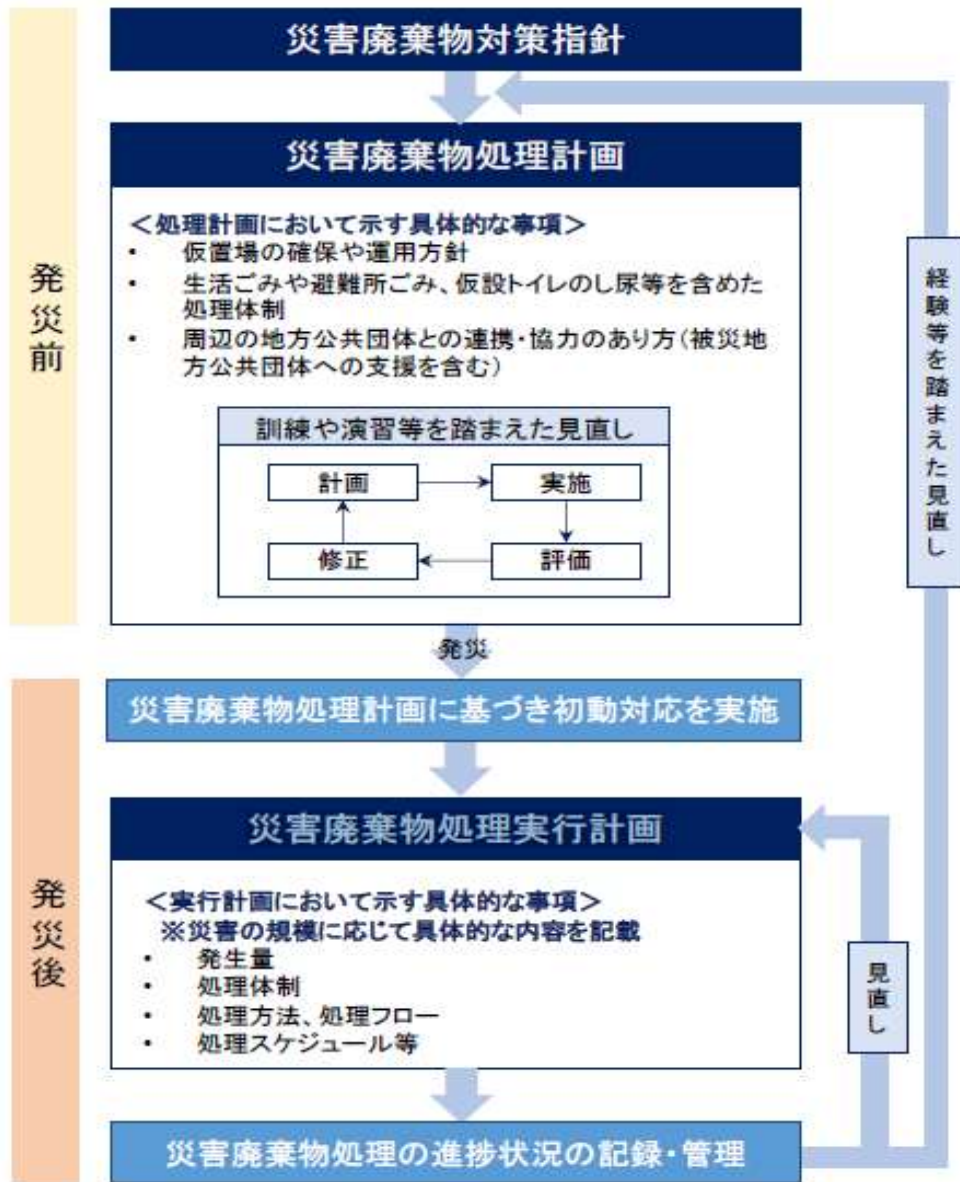 災害廃棄物対策指針
災害廃棄物処理計画
＜処理計画において示す具体的な事項＞
・ 仮置場の確保や運用方針
・ 生活ごみや避難所ごみ、仮設トイレのし尿等を含めた
処理体制
・ 周辺の地方公共団体との連携・協力のあり方（被災地
方公共団体への支援を含む）
訓練や演習等を踏まえた見直し
計画
実施
修正
評価
発災前
経験等を踏まえた見直し
発災
災害廃棄物処理計画に基づき初動対応を実施
災害廃棄物処理実行計画
＜実行計画において示す具体的な事項＞
※災害の規模に応じて具体的な内容を記載
・ 発生量
・ 処理体制
・ 処理方法、処理フロー
・ 処理スケジュール等
発災後
見直し
災害廃棄物処理の進捗状況の記録・管理